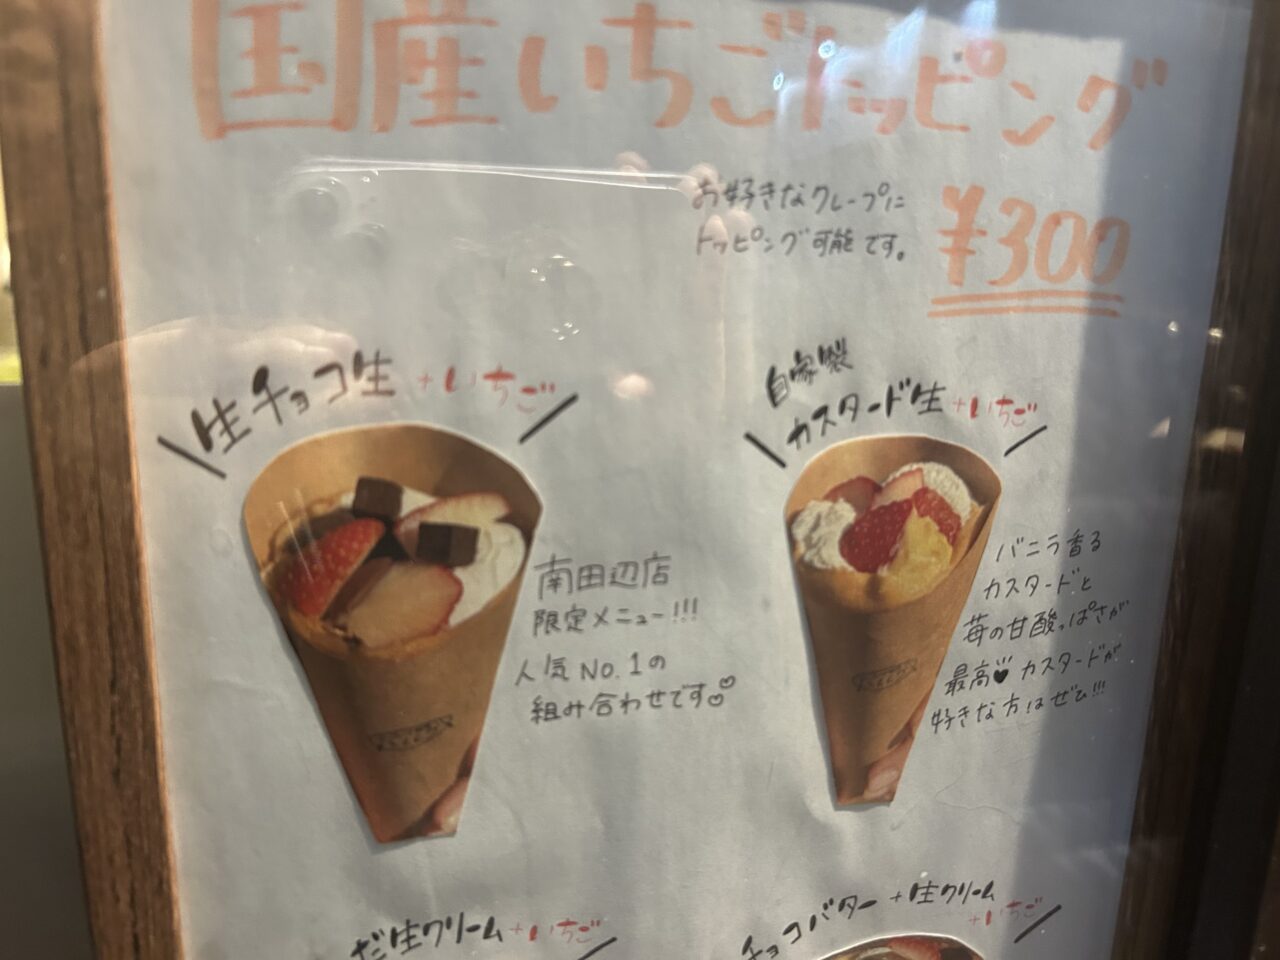 国産いちごトッピング
お好きなクレープに
トッピング可能です。
¥300
生チョコ生+いちご
自家製
カスタード生+いちご
南田辺店
限定メニュー!!!
人気NO.1の
組み合わせです
バニラ香る
カスタードと
苺の甘酸っぱさが
最高♥カスタードが
好きな方はぜひ!!!
だ生クリーム+いちご
チョコバター+生クリーム
+いちご